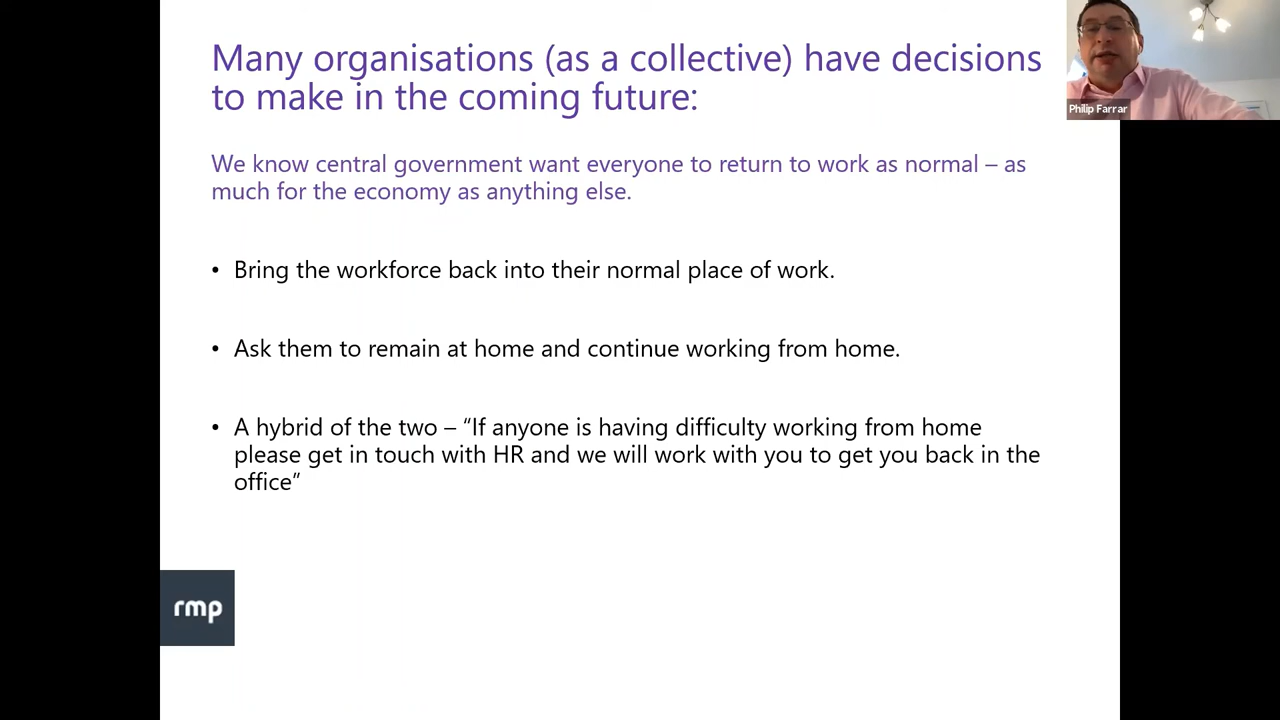 Many organisations (as a collective) have decisions
to make in the coming future:
Philip Farrar
We know central government want everyone to return to work as normal – as
much for the economy as anything else.
• Bring the workforce back into their normal place of work.
• Ask them to remain at home and continue working from home.
• A hybrid of the two – “If anyone is having difficulty working from home
please get in touch with HR and we will work with you to get you back in the
office“
rmp